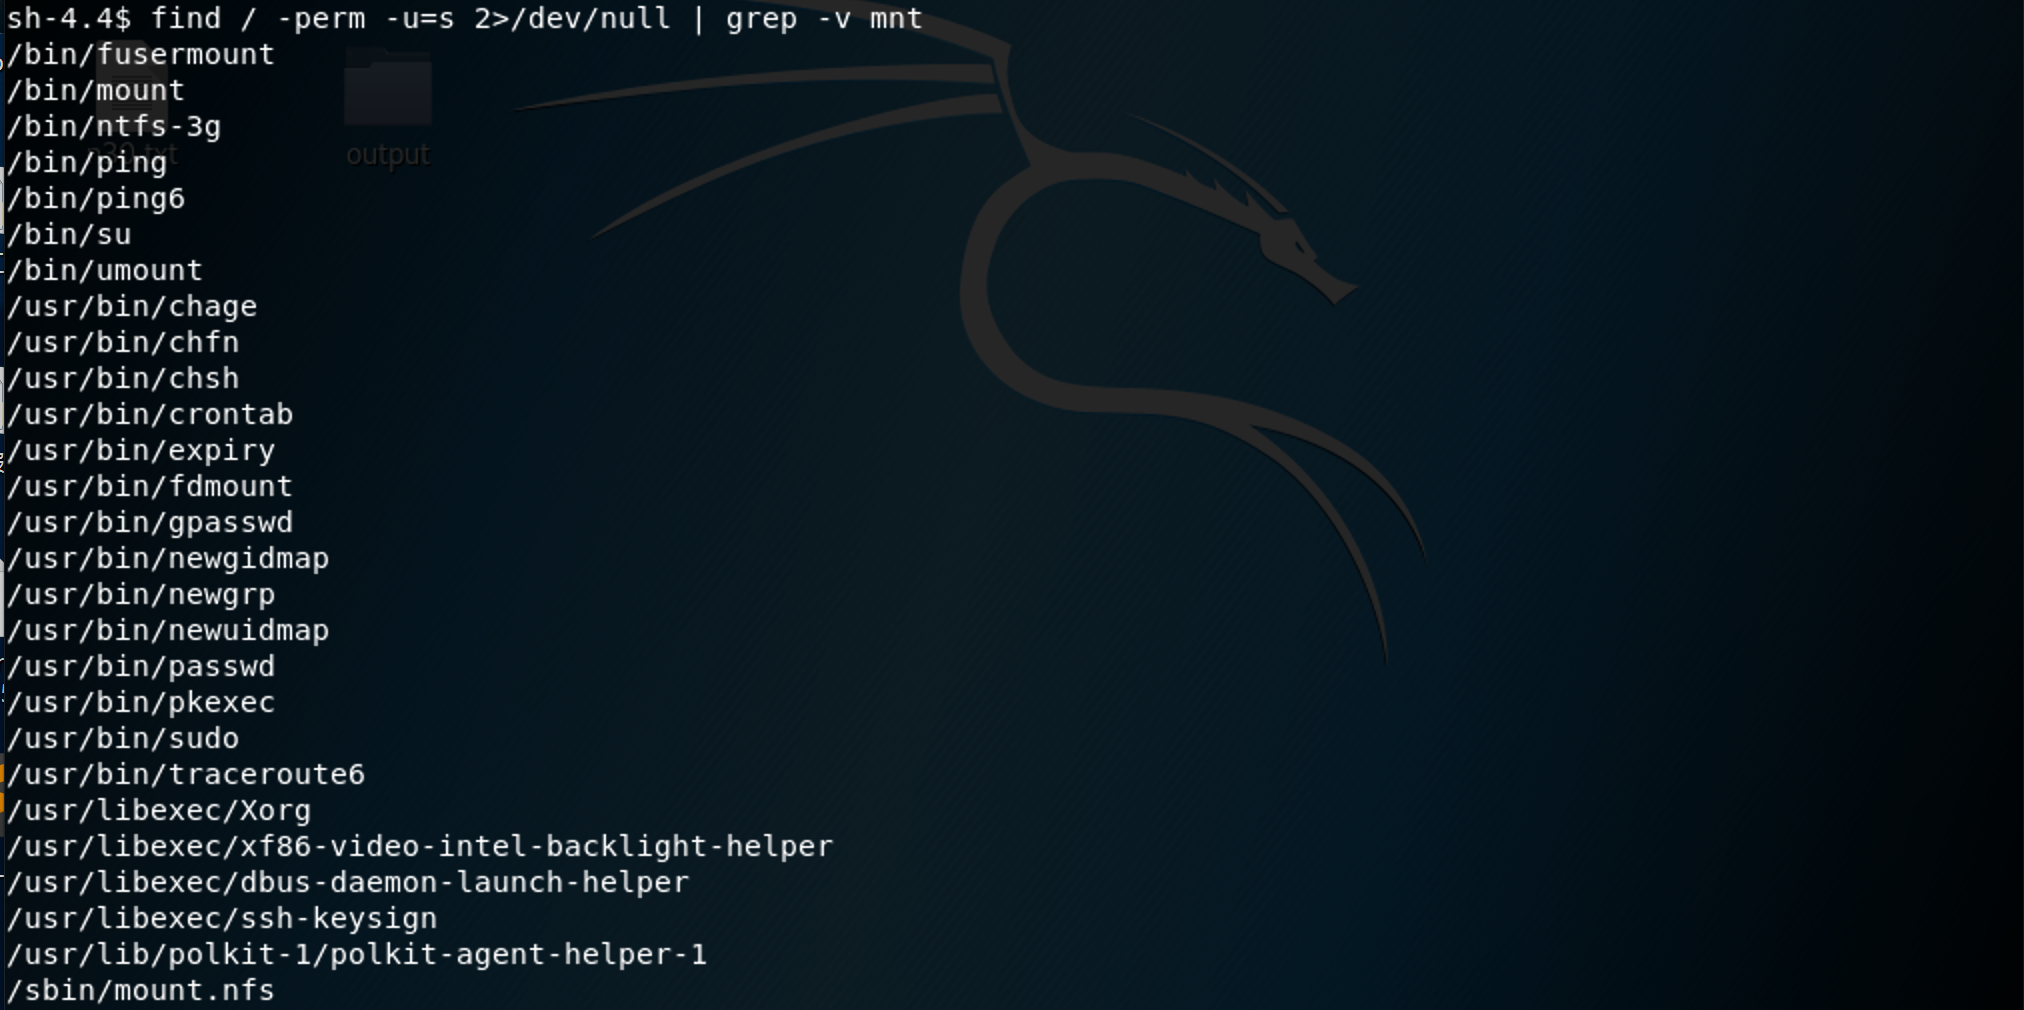 sh-4.4$ find / -perm -u=s 2>/dev/null | grep -v mnt
/bin/fusermount
/bin/mount
/bin/ntfs-3g
/bin/ping
/bin/ping6
/bin/su
/bin/umount
/usr/bin/chage
/usr/bin/chfn
/usr/bin/chsh
/usr/bin/crontab
/usr/bin/expiry
/usr/bin/fdmount
/usr/bin/gpasswd
/usr/bin/newgidmap
/usr/bin/newgrp
/usr/bin/newuidmap
/usr/bin/passwd
/usr/bin/pkexec
/usr/bin/sudo
/usr/bin/traceroute6
/usr/libexec/Xorg
/usr/libexec/xf86-video-intel-backlight-helper
/usr/libexec/dbus-daemon-launch-helper
/usr/libexec/ssh-keysign
/usr/lib/polkit-1/polkit-agent-helper-1
/sbin/mount.nfs
output